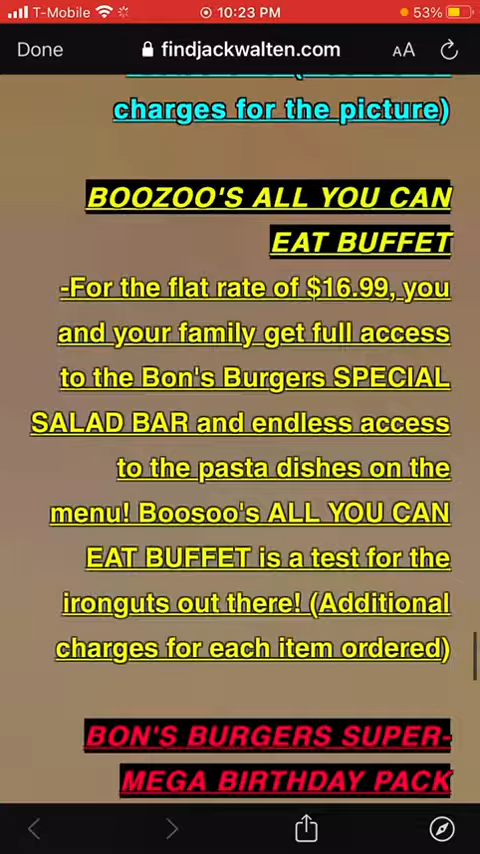 T-Mobile 10:23 PM 53%
Done findjackwalten.com AA
charges for the picture)
BOOZOO'S ALL YOU CAN
EAT BUFFET
-For the flat rate of $16.99, you
and your family get full access
to the Bon's Burgers SPECIAL
SALAD BAR and endless access
to the pasta dishes on the
menu! Boosoo's ALL YOU CAN
EAT BUFFET is a test for the
ironguts out there! (Additional
charges for each item ordered)
BON'S BURGERS SUPER-
MEGA BIRTHDAY PACK